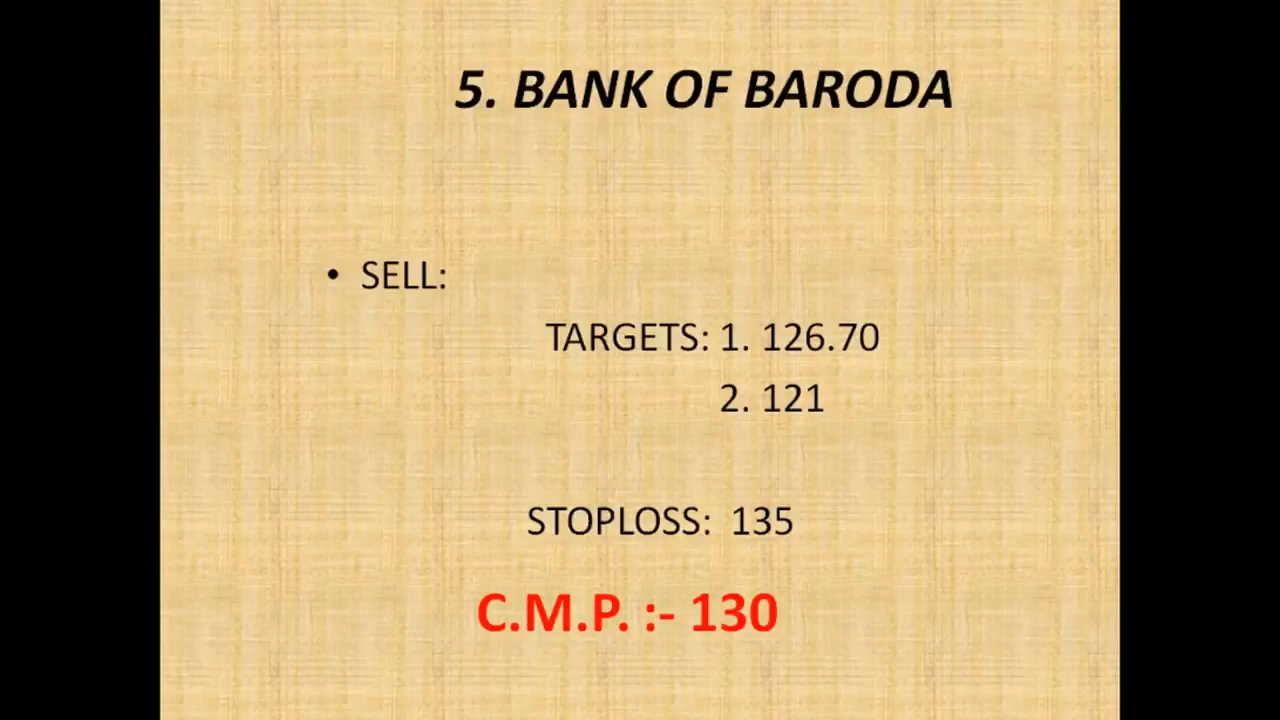 5. BANK OF BARODA
• SELL:
TARGETS: 1. 126.70
2. 121
STOPLOSS: 135
C.M.P. :- 130